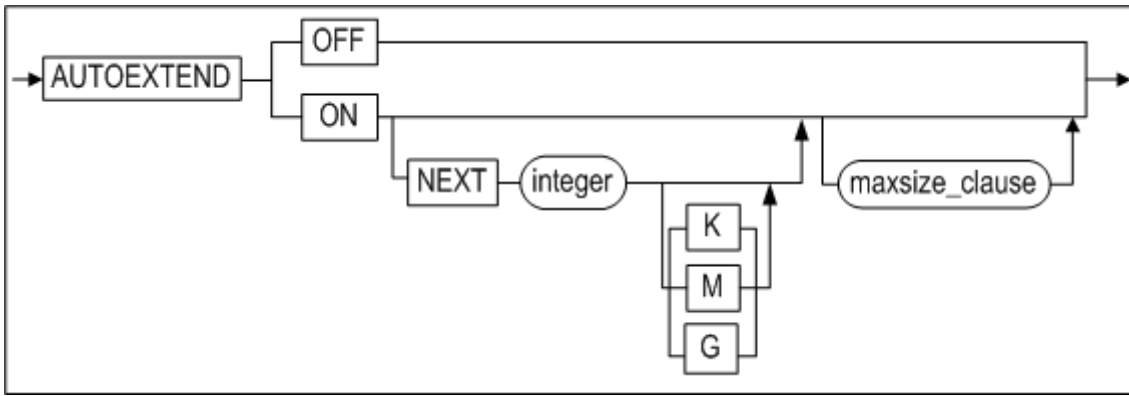 OFF
AUTOEXTEND
ON
NEXT integer maxsize_clause
K
M
G